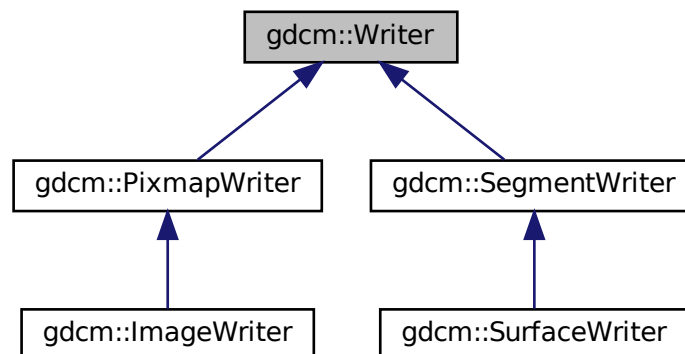 gdcm::Writer
gdcm::PixmapWriter
gdcm::SegmentWriter
gdcm::ImageWriter
gdcm::SurfaceWriter